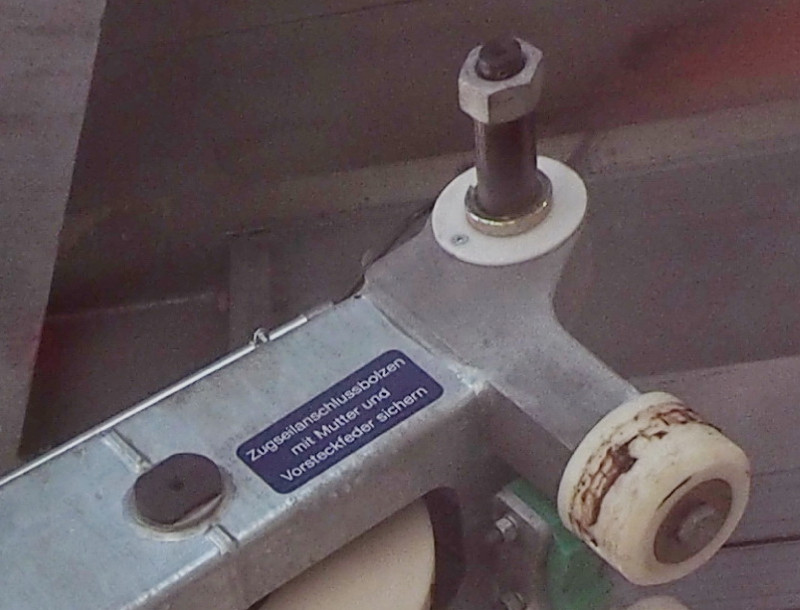 Zugseilanschlussbolzen
mit Mutter und
Vorsteckfeder sichern